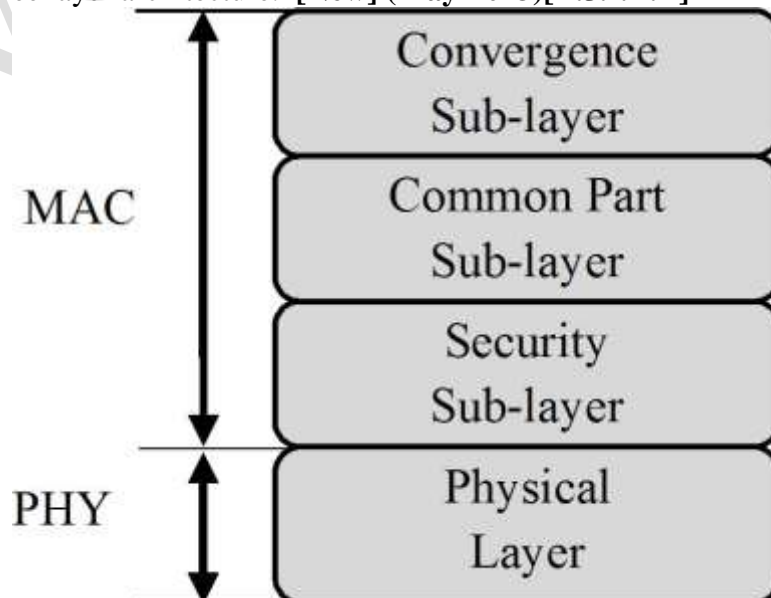 Convergence
Sub-layer
MAC
Common Part
Sub-layer
Security
Sub-layer
PHY
Physical
Layer